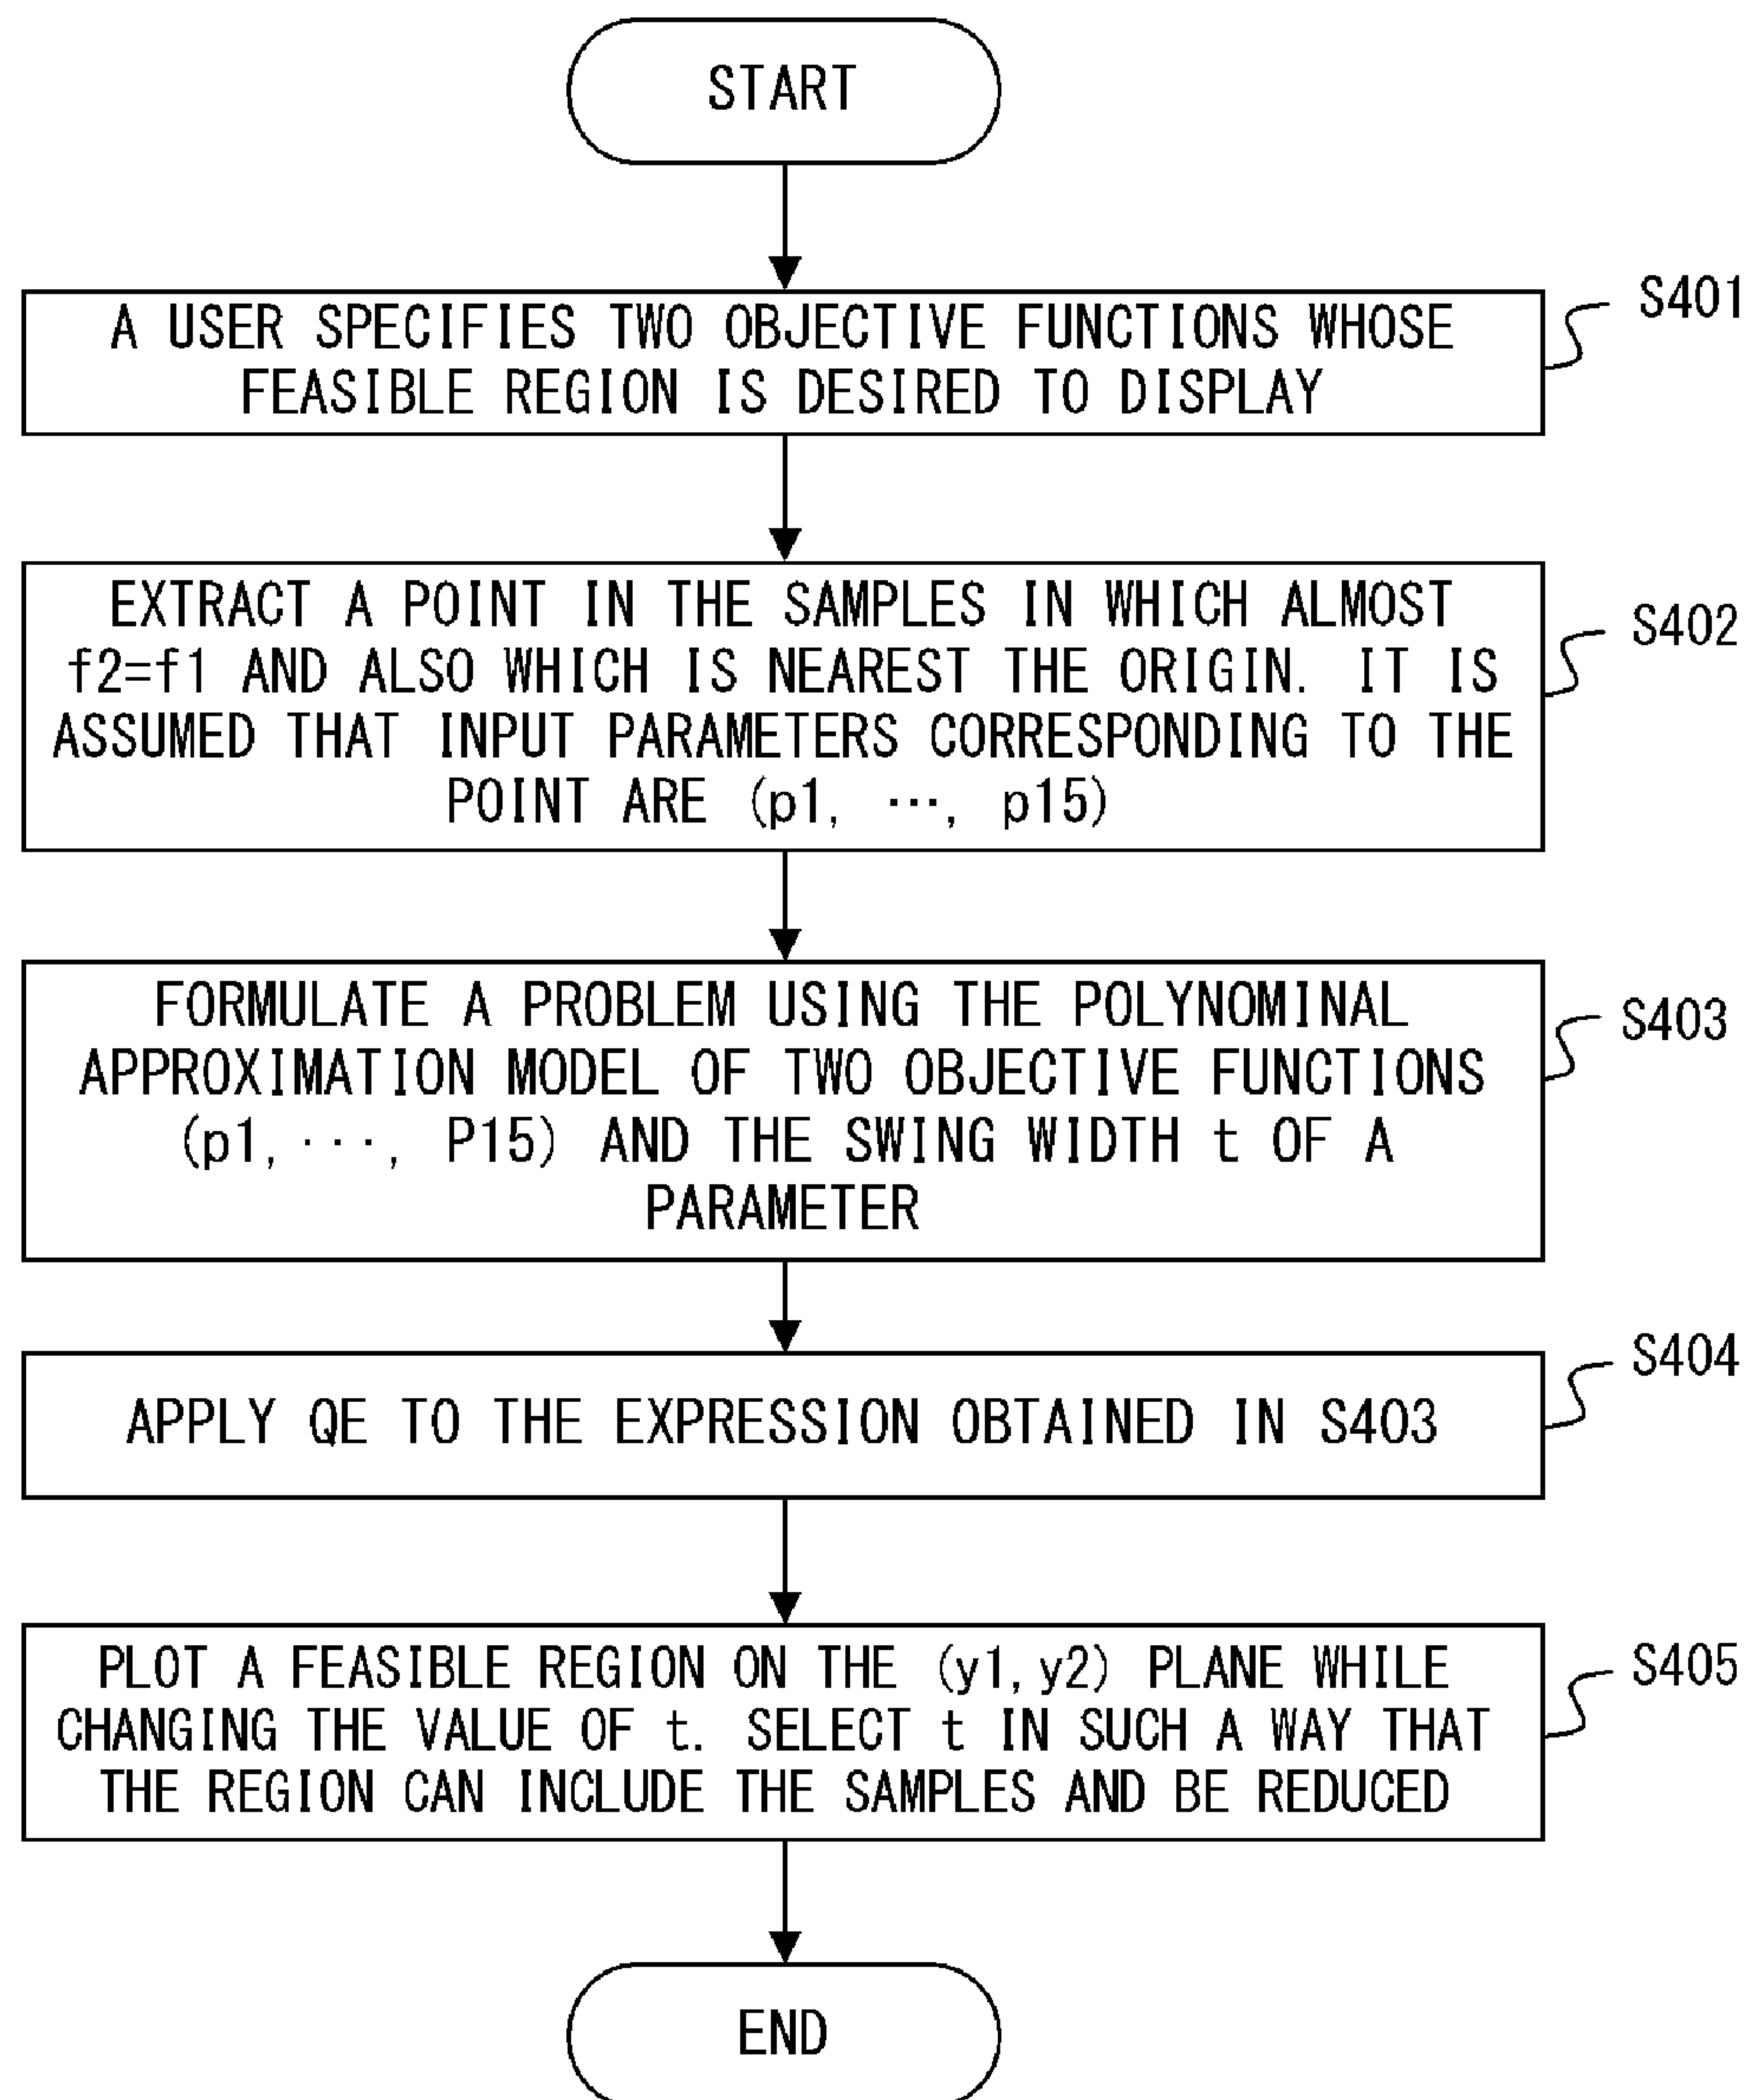 START
A USER SPECIFIES TWO OBJECTIVE FUNCTIONS WHOSE
FEASIBLE REGION IS DESIRED TO DISPLAY
S401
EXTRACT A POINT IN THE SAMPLES IN WHICH ALMOST
f2=f1 AND ALSO WHICH IS NEAREST THE ORIGIN. IT IS
ASSUMED THAT INPUT PARAMETERS CORRESPONDING TO THE
POINT ARE (p1, ···, p15)
S402
FORMULATE A PROBLEM USING THE POLYNOMINAL
APPROXIMATION MODEL OF TWO OBJECTIVE FUNCTIONS
(p1, ···, P15) AND THE SWING WIDTH t OF A
PARAMETER
S403
APPLY QE TO THE EXPRESSION OBTAINED IN S403
S404
PLOT A FEASIBLE REGION ON THE (y1,y2) PLANE WHILE
CHANGING THE VALUE OF t. SELECT t IN SUCH A WAY THAT
THE REGION CAN INCLUDE THE SAMPLES AND BE REDUCED
S405
END